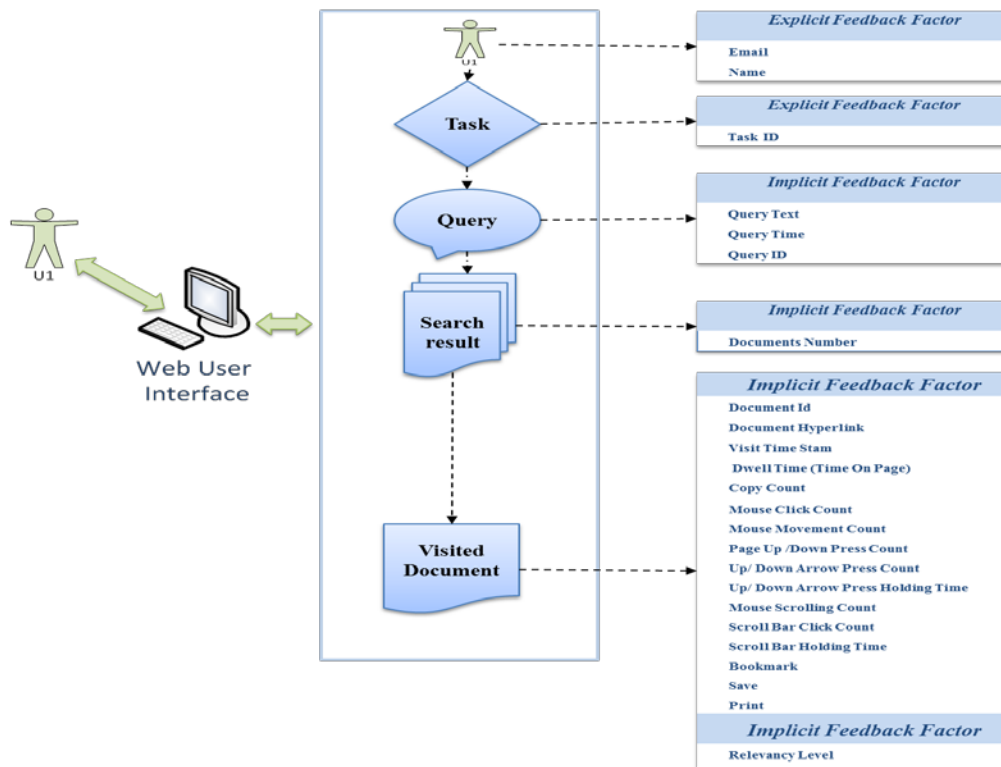 U1
Web User
Interface
U1
Task
Query
Search
result
Visited
Document
Explicit Feedback Factor
Email
Name
Explicit Feedback Factor
Task ID
Implicit Feedback Factor
Query Text
Query Time
Query ID
Implicit Feedback Factor
Documents Number
Implicit Feedback Factor
Document Id
Document Hyperlink
Visit Time Stam
Dwell Time (Time On Page)
Copy Count
Mouse Click Count
Mouse Movement Count
Page Up /Down Press Count
Up/ Down Arrow Press Count
Up/ Down Arrow Press Holding Time
Mouse Scrolling Count
Scroll Bar Click Count
Scroll Bar Holding Time
Bookmark
Save
Print
Implicit Feedback Factor
Relevancy Level